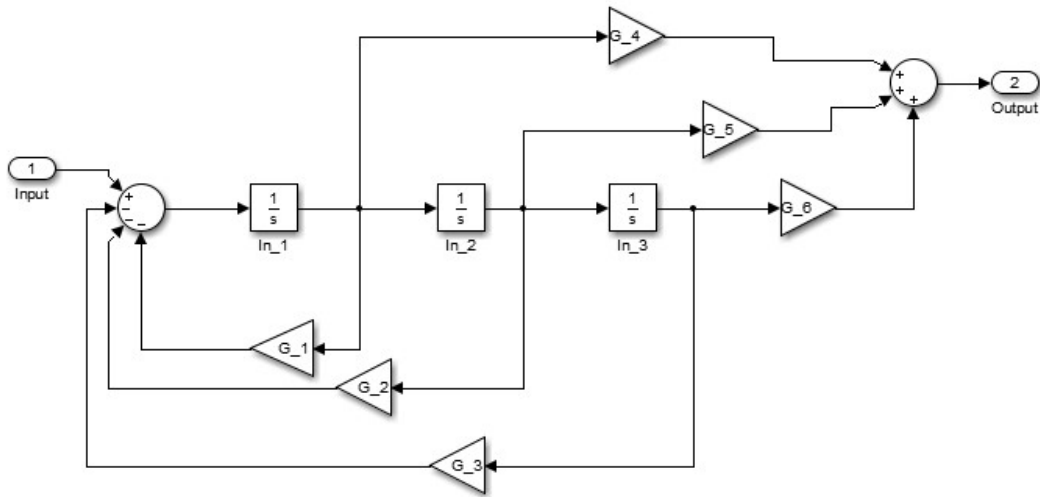 G_4
+
+
+
2
Output
G_5
1
Input
+
−
−
−
1
s
In_1
1
s
In_2
1
s
In_3
G_6
G_1
G_2
G_3